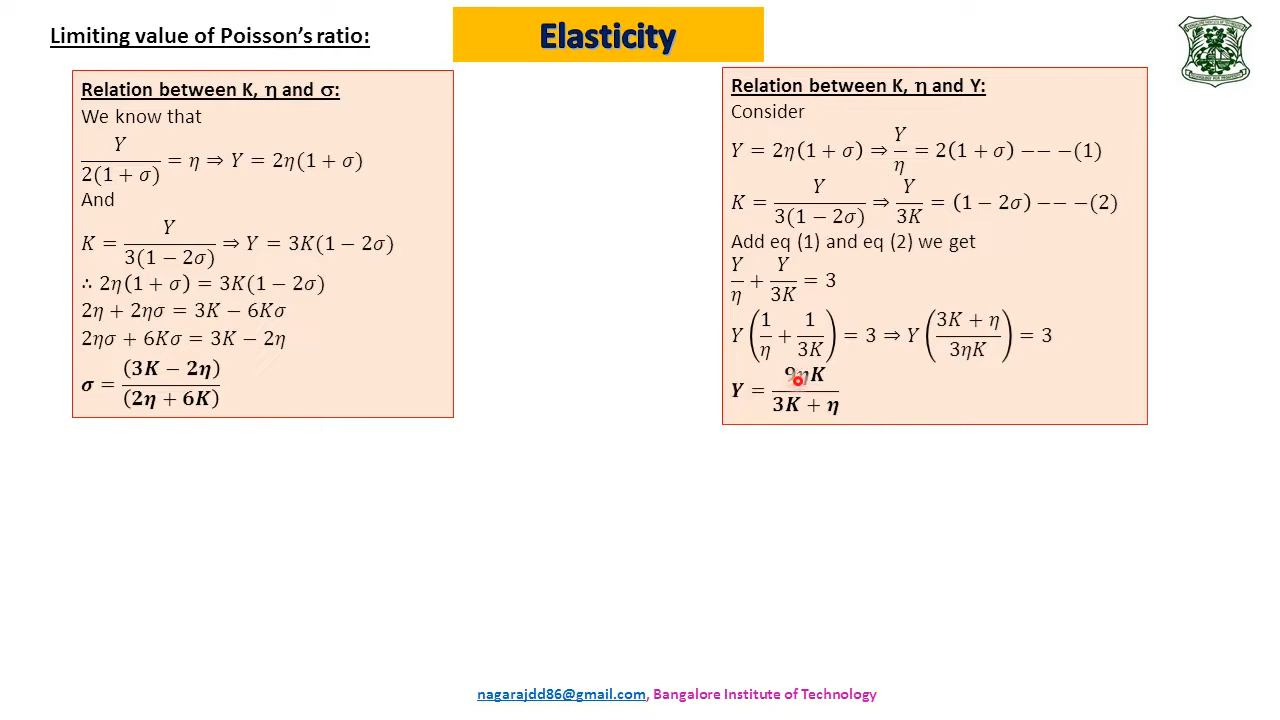 Limiting value of Poisson's ratio:
Elasticity
Relation between K, η and σ:
We know that
Y/2(1 + σ) = η ⇒ Y = 2η(1 + σ)
And
K = Y/3(1 − 2σ) ⇒ Y = 3K(1 − 2σ)
∴ 2η(1 + σ) = 3K(1 − 2σ)
2η + 2ησ = 3K − 6Kσ
2ησ + 6Kσ = 3K − 2η
σ = (3K − 2η)/(2η + 6K)
Relation between K, η and Y:
Consider
Y = 2η(1 + σ) ⇒ Y/η = 2(1 + σ) −− −(1)
K = Y/3(1 − 2σ) ⇒ Y/3K = (1 − 2σ) −− −(2)
Add eq (1) and eq (2) we get
Y/η + Y/3K = 3
Y(1/η + 1/3K) = 3 ⇒ Y((3K + η)/3ηK) = 3
Y = 9ηK/3K + η
nagarajdd86@gmail.com, Bangalore Institute of Technology